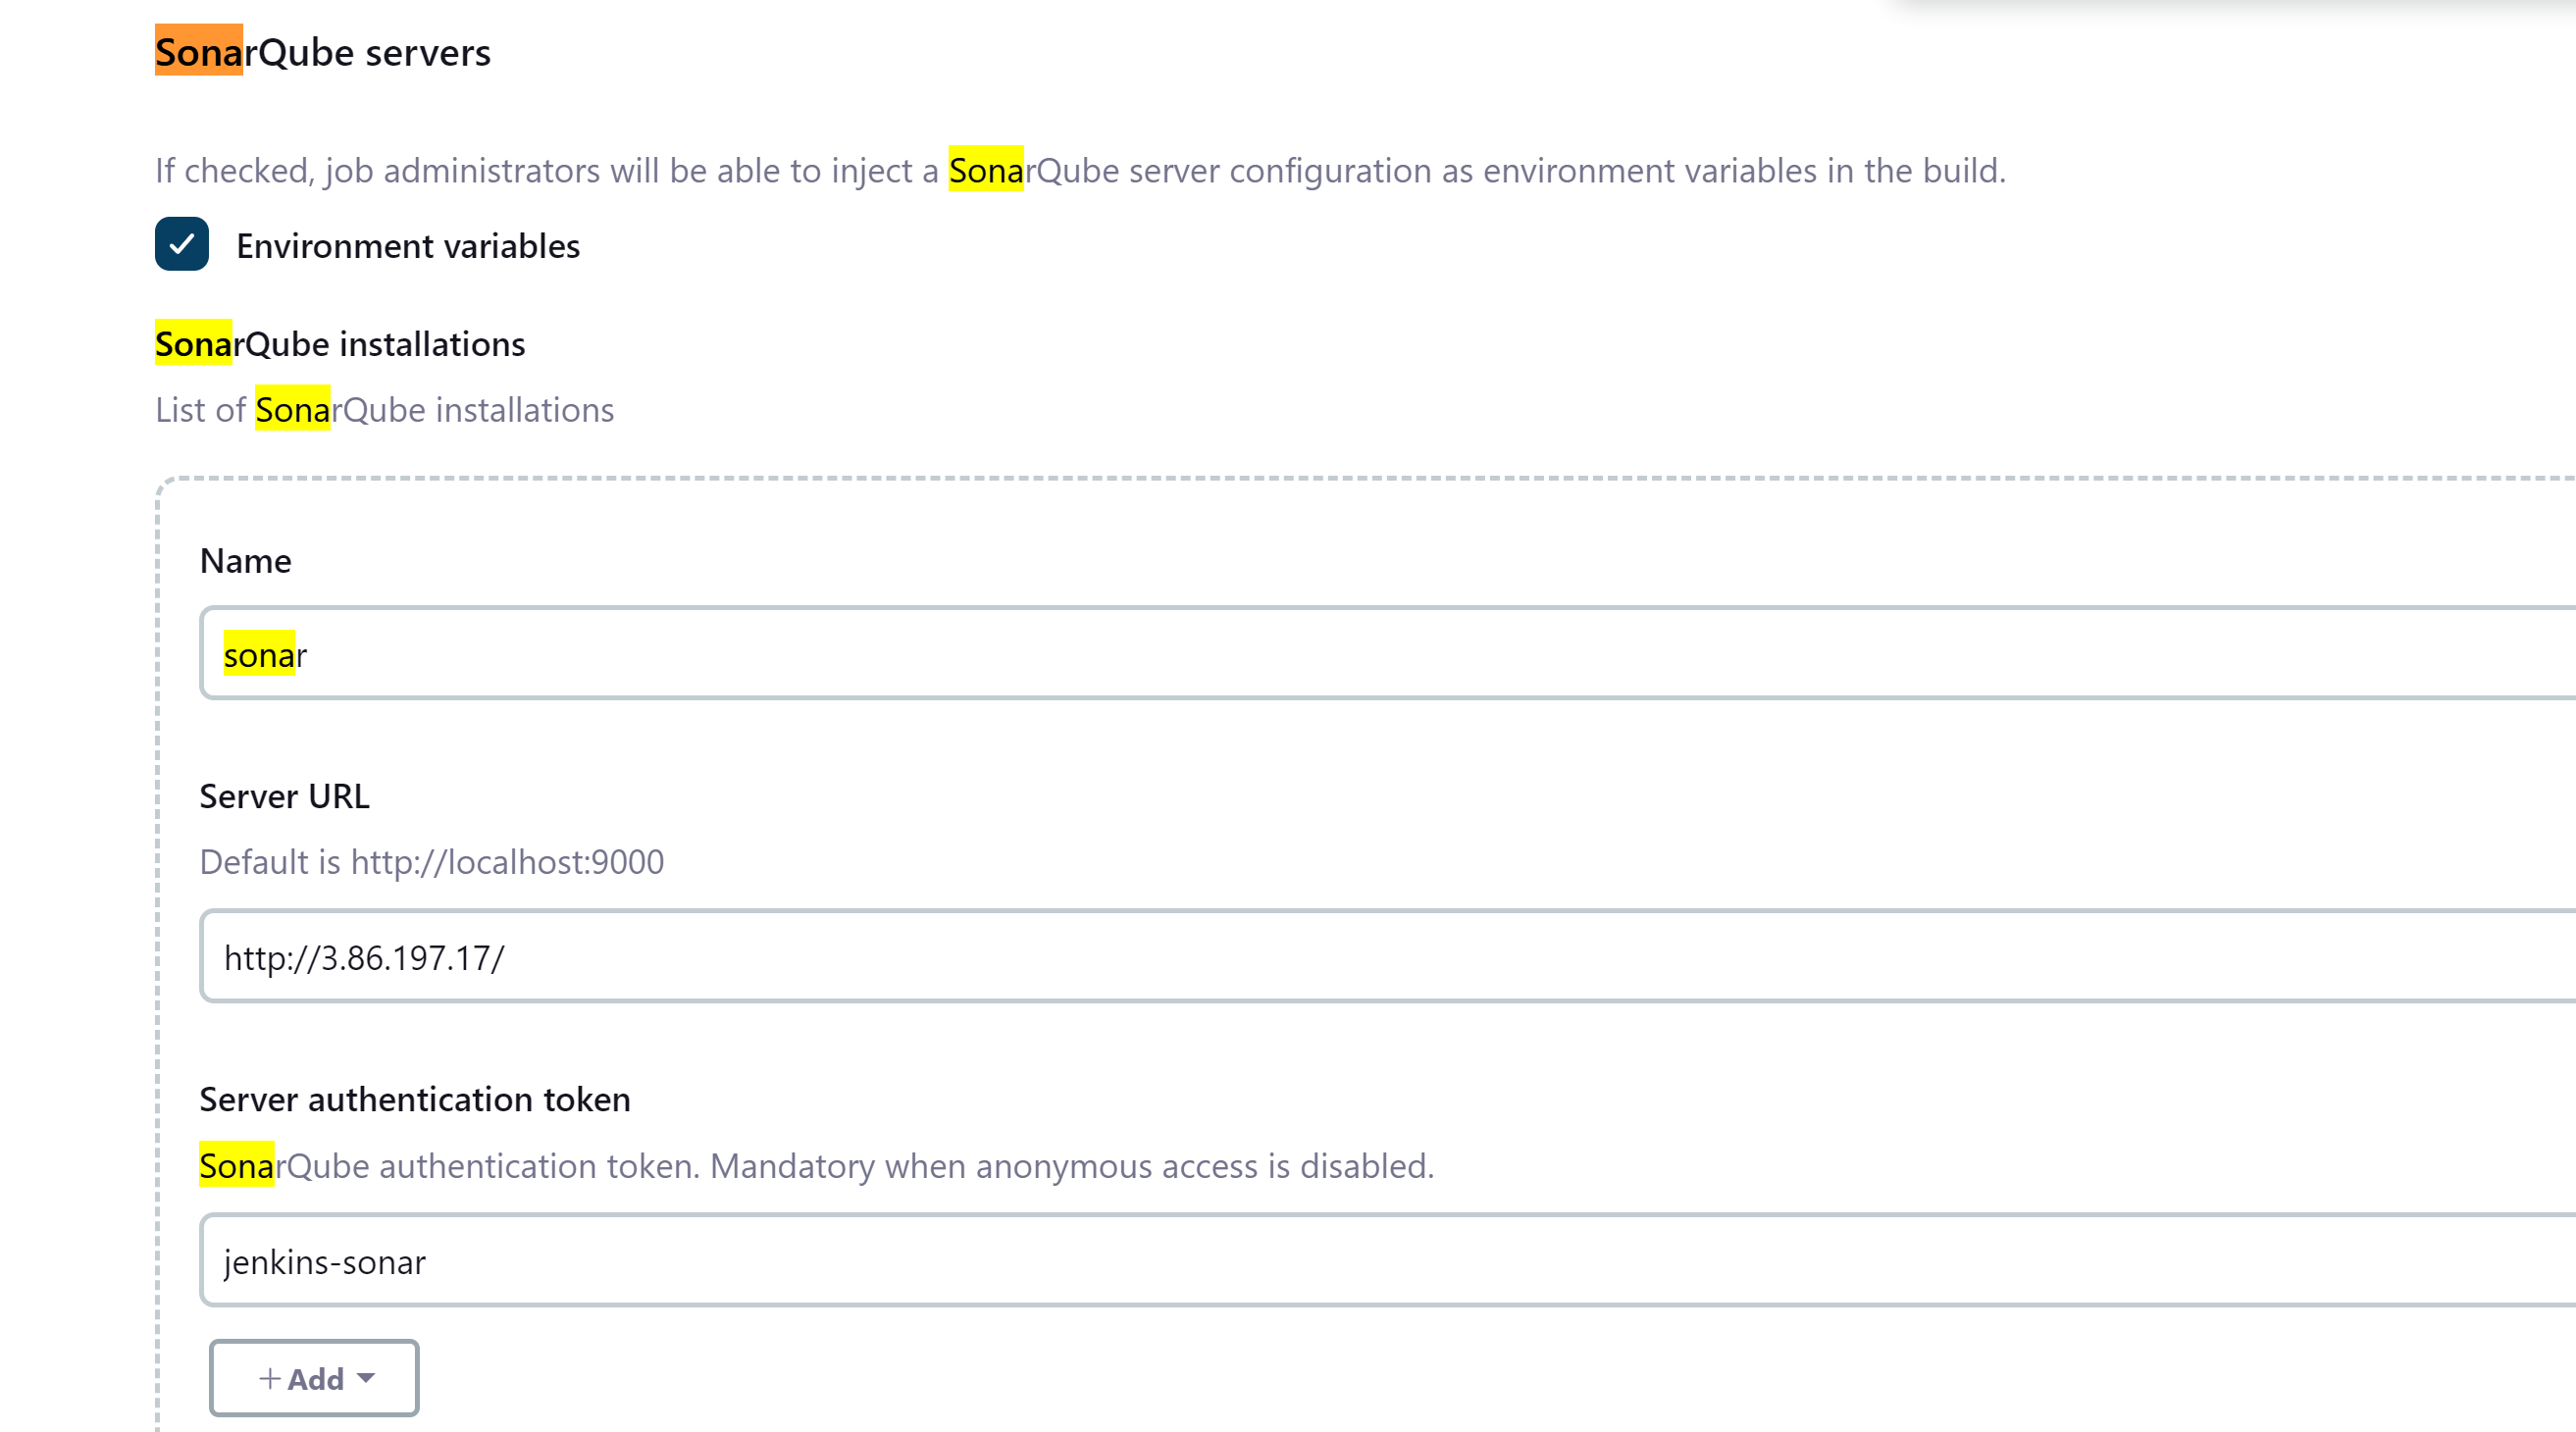 SonarQube servers
If checked, job administrators will be able to inject a SonarQube server configuration as environment variables in the build.
Environment variables
SonarQube installations
List of SonarQube installations
Name
sonar
Server URL
Default is http://localhost:9000
http://3.86.197.17/
Server authentication token
SonarQube authentication token. Mandatory when anonymous access is disabled.
jenkins-sonar
+ Add